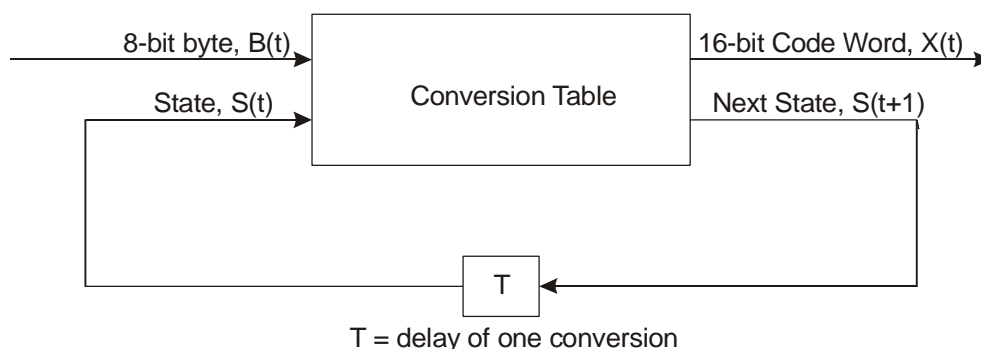 8-bit byte, B(t)
16-bit Code Word, X(t)
Conversion Table
State, S(t)
Next State, S(t+1)
T
T = delay of one conversion